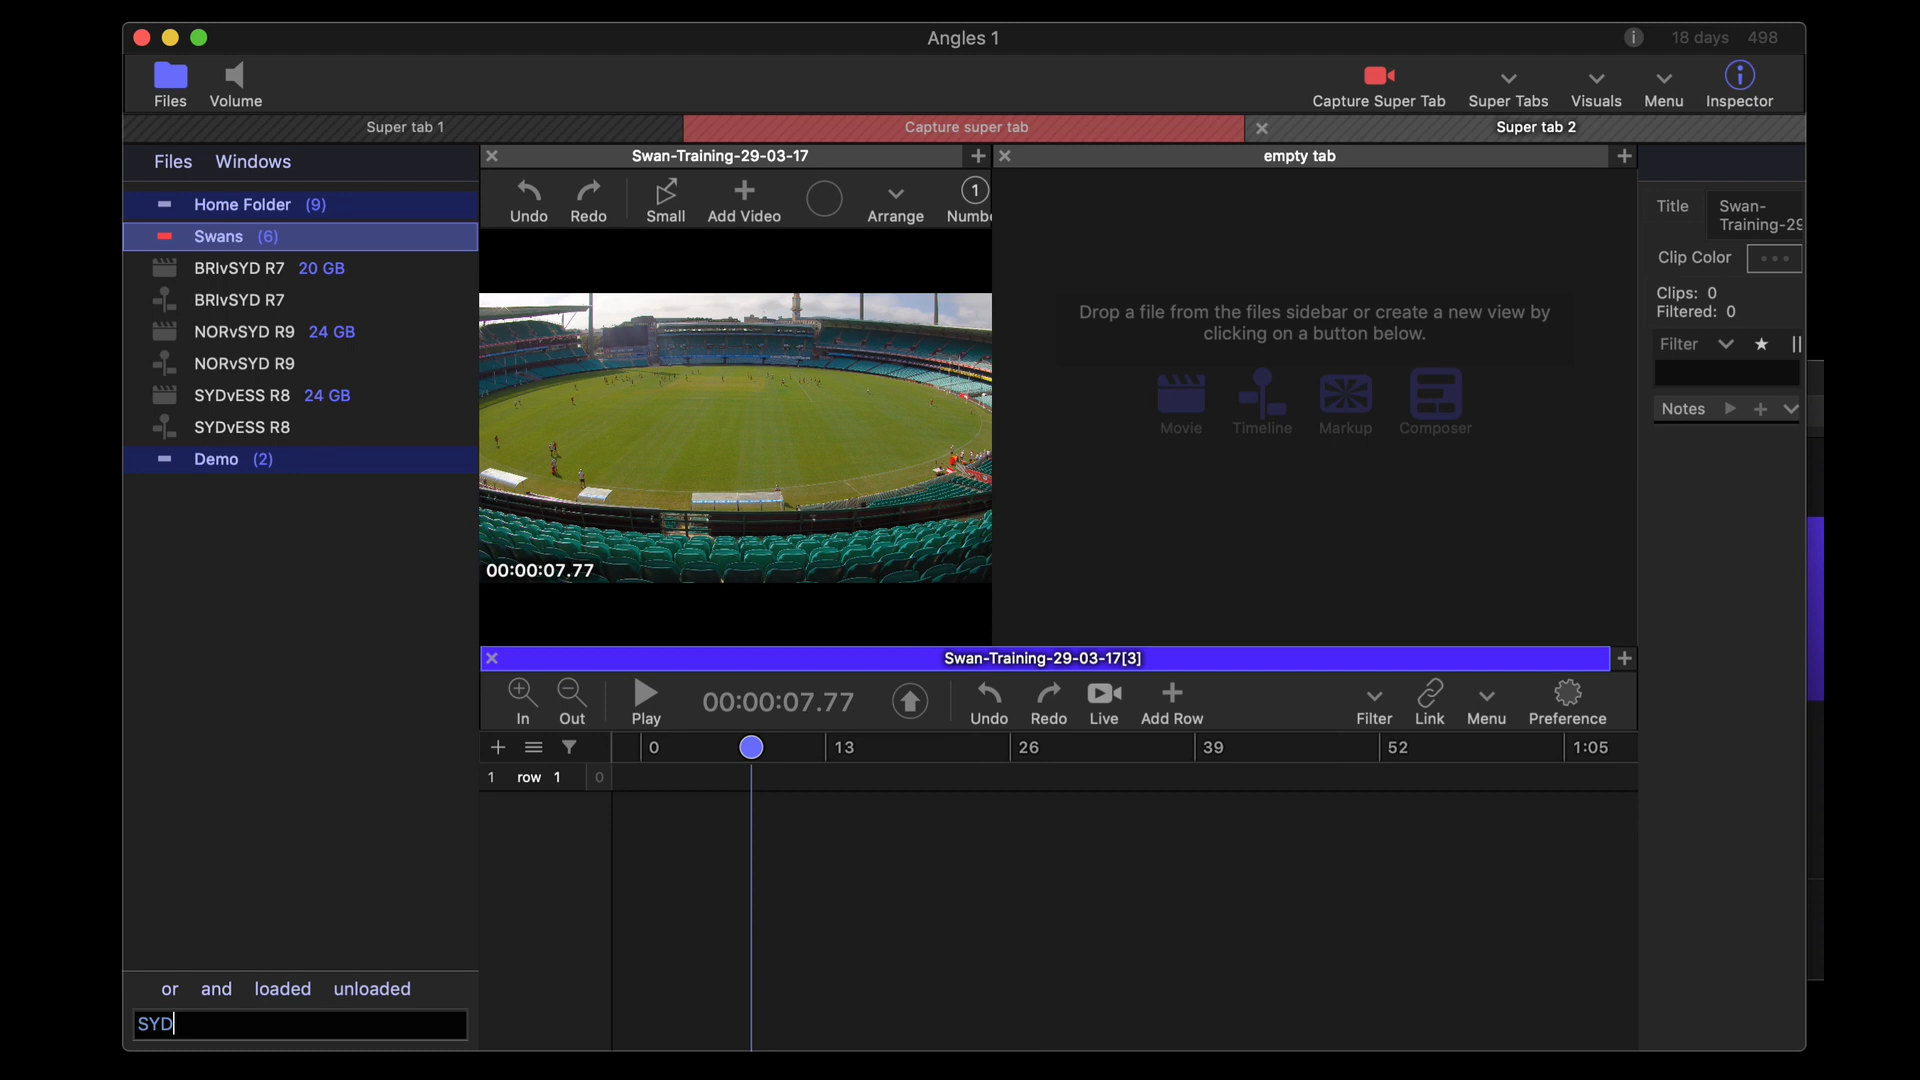 Angles 1
18 days 498
Files Volume
Capture Super Tab Super Tabs Visuals Menu Inspector
Super tab 1 Capture super tab Super tab 2
Files Windows
Home Folder (9)
Swans (6)
BRIvSYD R7 20 GB
BRIvSYD R7
NORvSYD R9 24 GB
NORvSYD R9
SYDvESS R8 24 GB
SYDvESS R8
Demo (2)
or and loaded unloaded
SYD
Swan-Training-29-03-17
Undo Redo Small Add Video Arrange 1 Numbe
00:00:07.77
empty tab
Drop a file from the files sidebar or create a new view by
clicking on a button below.
Movie Timeline Markup Composer
Title Swan-
Training-29
Clip Color
Clips: 0
Filtered: 0
Filter
Notes
Swan-Training-29-03-17[3]
In Out Play 00:00:07.77 Undo Redo Live Add Row Filter Link Menu Preference
0 13 26 39 52 1:05
1 row 1 0